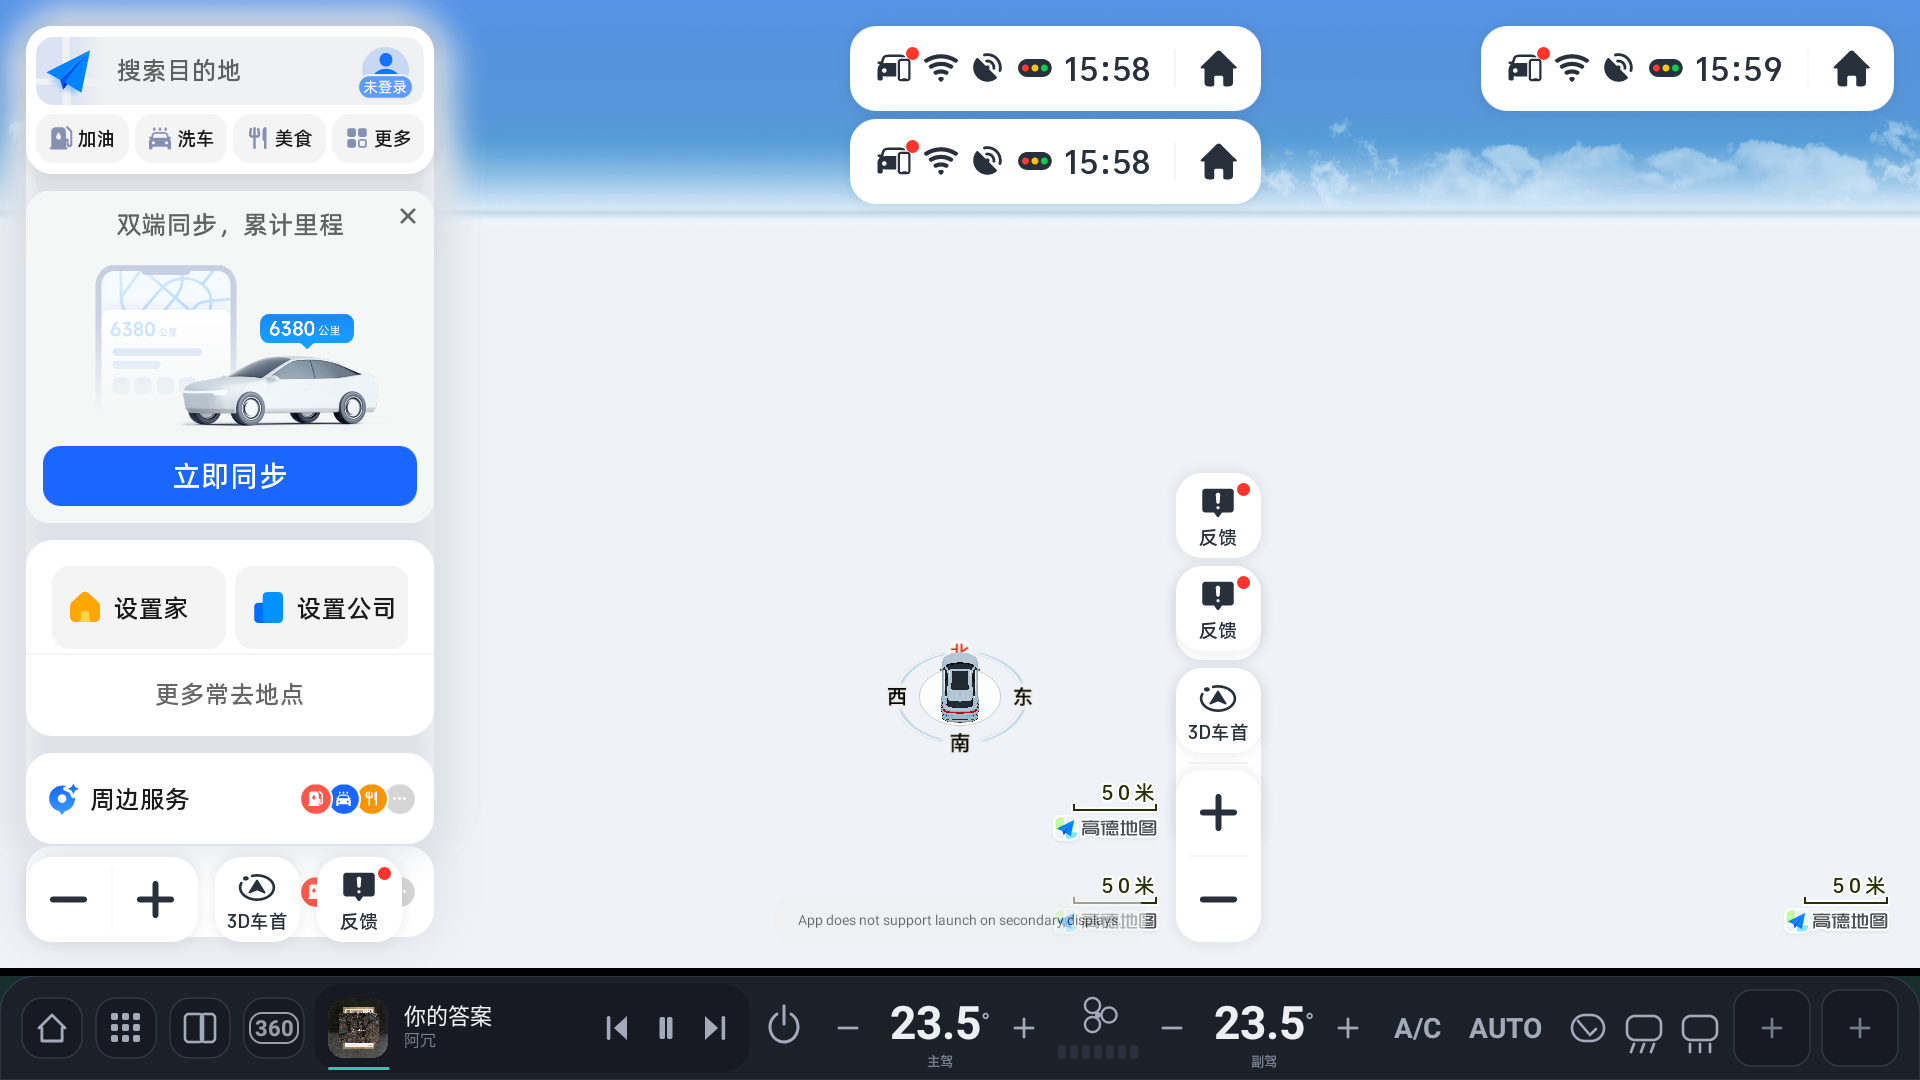 搜索目的地
未登录
加油
洗车
美食
更多
双端同步，累计里程
6380 公里
6380 公里
立即同步
设置家
设置公司
更多常去地点
周边服务
3D车首
反馈
15:58
15:58
15:59
反馈
反馈
3D车首
北
西
东
南
50米
高德地图
50米
高德地图
50米
高德地图
App does not support launch on secondary displays.
360
你的答案
阿冗
23.5°
主驾
23.5°
副驾
A/C
AUTO